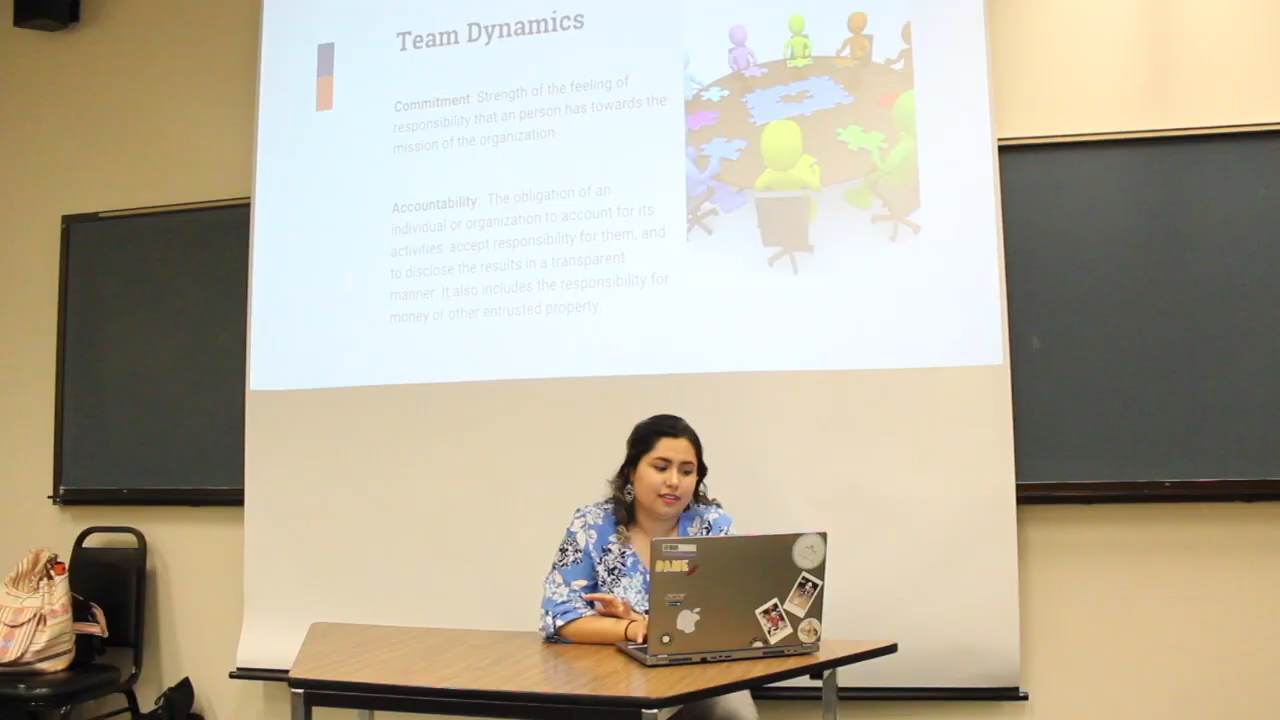 Team Dynamics
Commitment: Strength of the feeling of
responsibility that an person has towards the
mission of the organization.
Accountability: The obligation of an
individual or organization to account for its
activities, accept responsibility for them, and
to disclose the results in a transparent
manner. It also includes the responsibility for
money or other entrusted property.